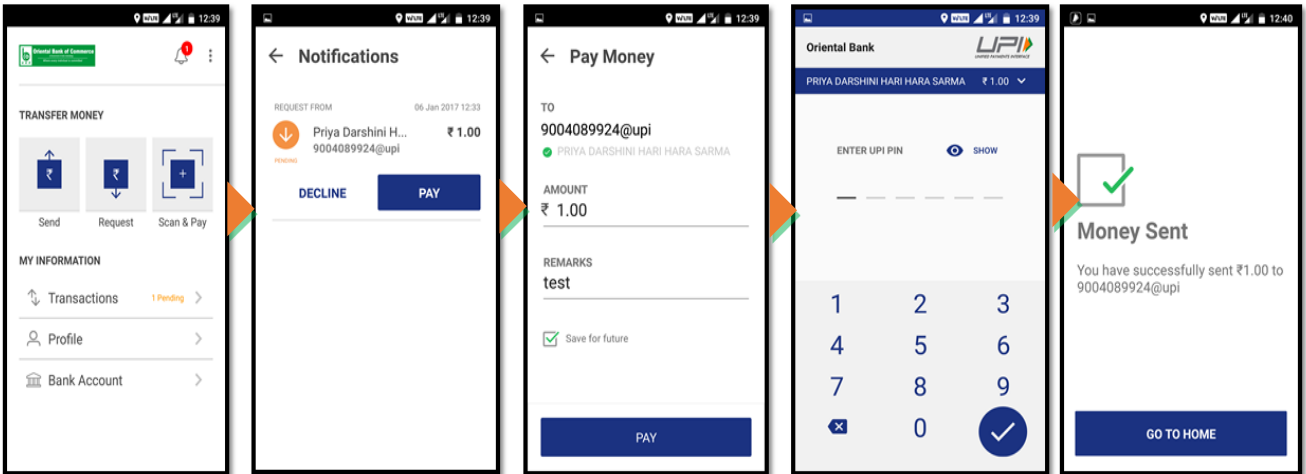 12:39
Oriental Bank of Commerce
1
TRANSFER MONEY
₹
₹
+
Send Request Scan & Pay
MY INFORMATION
Transactions 1 Pending
Profile
Bank Account
12:39
Notifications
REQUEST FROM 06 Jan 2017 12:33
Priya Darshini H... ₹ 1.00
9004089924@upi
PENDING
DECLINE PAY
12:39
Pay Money
TO
9004089924@upi
PRIYA DARSHINI HARI HARA SARMA
AMOUNT
₹ 1.00
REMARKS
test
Save for future
PAY
12:39
Oriental Bank UPI
UNIFIED PAYMENTS INTERFACE
PRIYA DARSHINI HARI HARA SARMA ₹ 1.00
ENTER UPI PIN SHOW
1 2 3
4 5 6
7 8 9
0
12:40
Money Sent
You have successfully sent ₹1.00 to
9004089924@upi
GO TO HOME